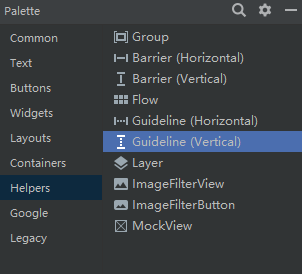 Palette
Common
Text
Buttons
Widgets
Layouts
Containers
Helpers
Google
Legacy
Group
Barrier (Horizontal)
Barrier (Vertical)
Flow
Guideline (Horizontal)
Guideline (Vertical)
Layer
ImageFilterView
ImageFilterButton
MockView